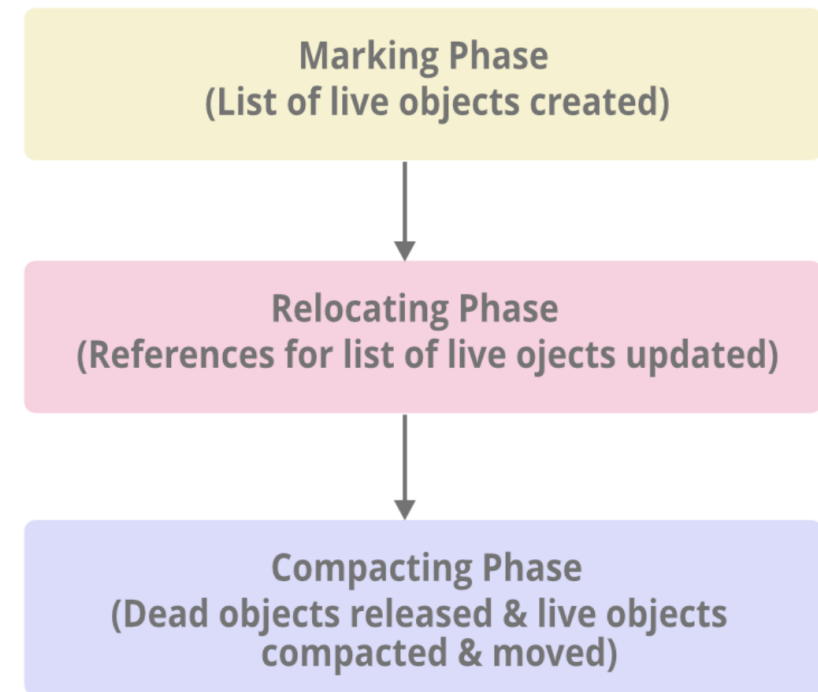 Marking Phase
(List of live objects created)
Relocating Phase
(References for list of live ojects updated)
Compacting Phase
(Dead objects released & live objects
compacted & moved)